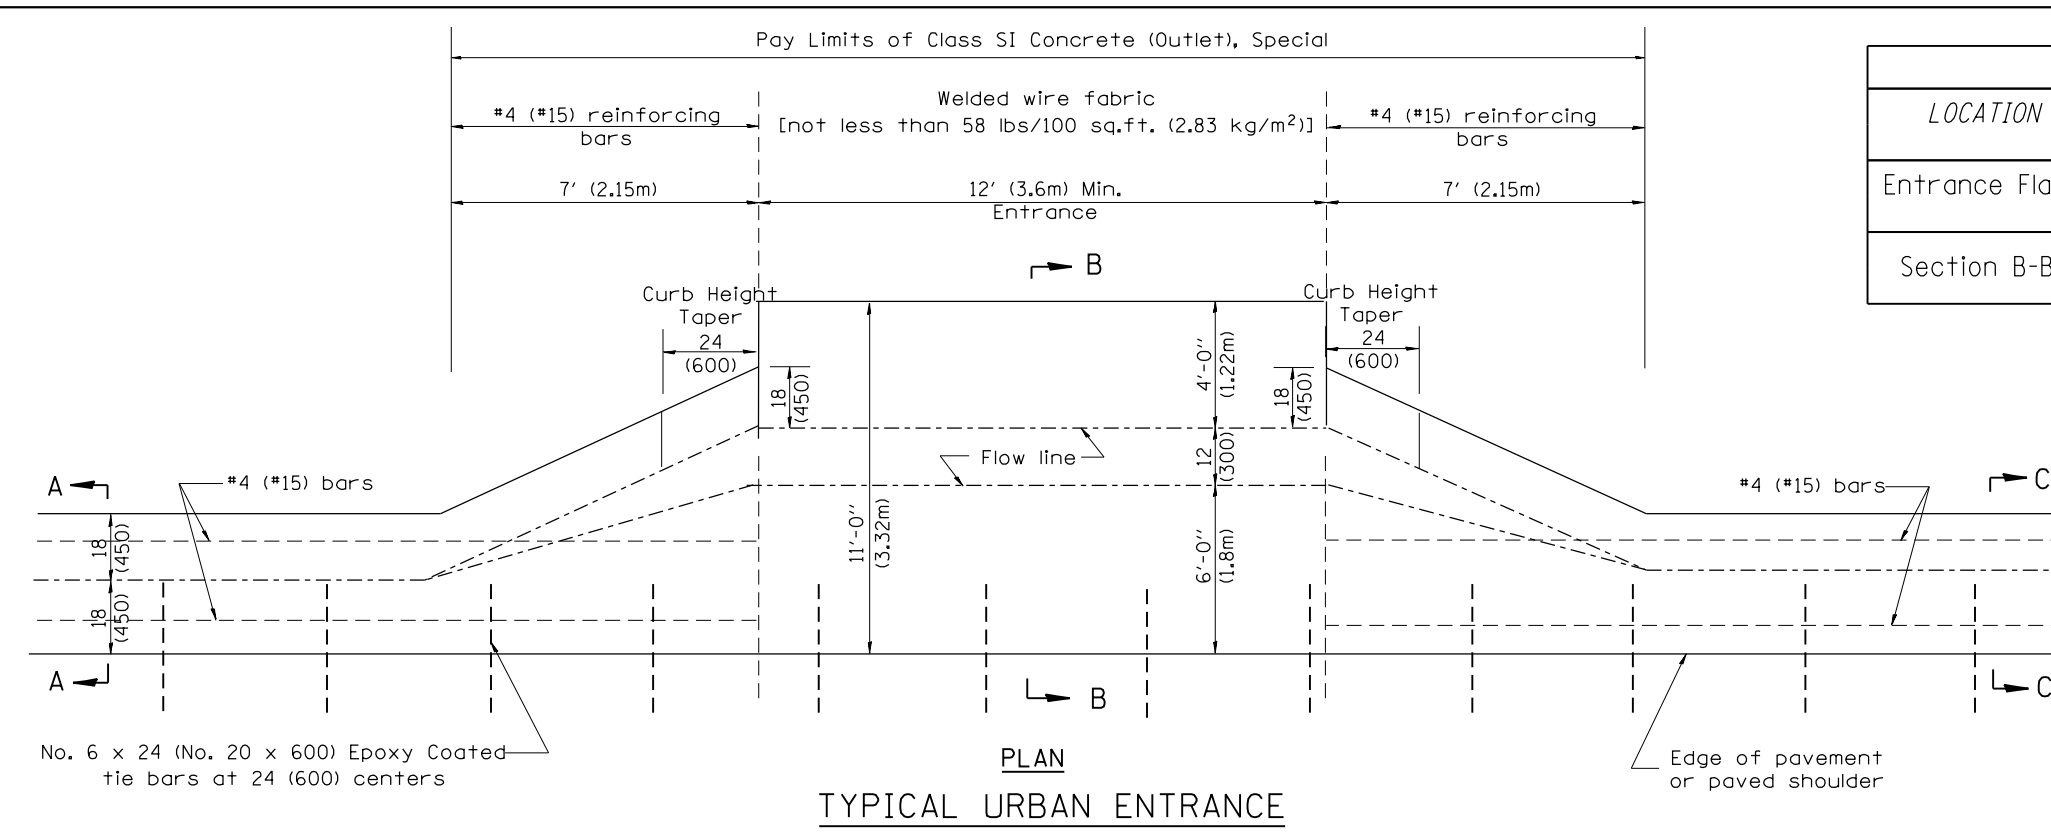 Pay Limits of Class SI Concrete (Outlet), Special
#4 (#15) reinforcing
bars
Welded wire fabric
[not less than 58 lbs/100 sq.ft. (2.83 kg/m²)]
#4 (#15) reinforcing
bars
LOCATION
7' (2.15m)
12' (3.6m) Min.
Entrance
7' (2.15m)
Entrance Fla
Section B-B
B
Curb Height
Taper
24
(600)
Curb Height
Taper
24
(600)
18
(450)
4'-0"
(1.22m)
18
(450)
Flow line
12
(300)
A
#4 (#15) bars
11'-0"
(3.32m)
6'-0"
(1.8m)
#4 (#15) bars
C
18
(450)
18
(450)
A
B
C
No. 6 x 24 (No. 20 x 600) Epoxy Coated
tie bars at 24 (600) centers
Edge of pavement
or paved shoulder
PLAN
TYPICAL URBAN ENTRANCE